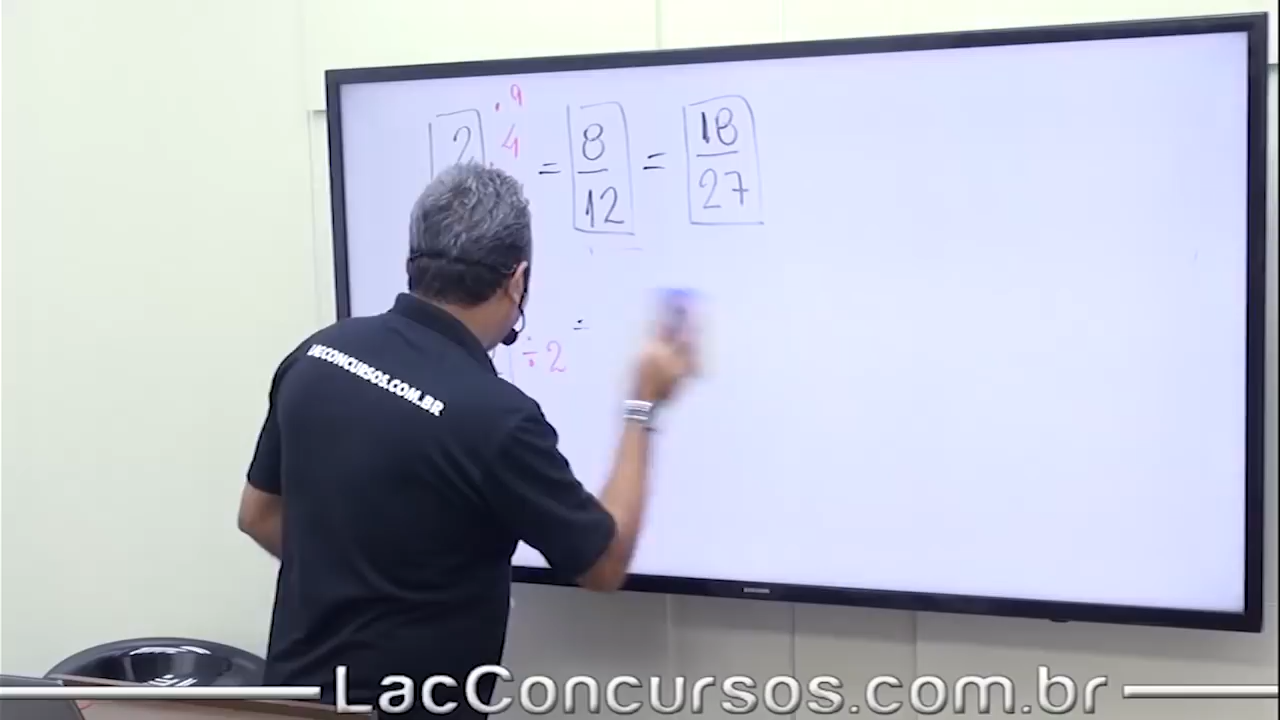 . 9
2 4 = 8/12 = 18/27
÷ 2 =
LACCONCURSOS.COM.BR
LacConcursos.com.br